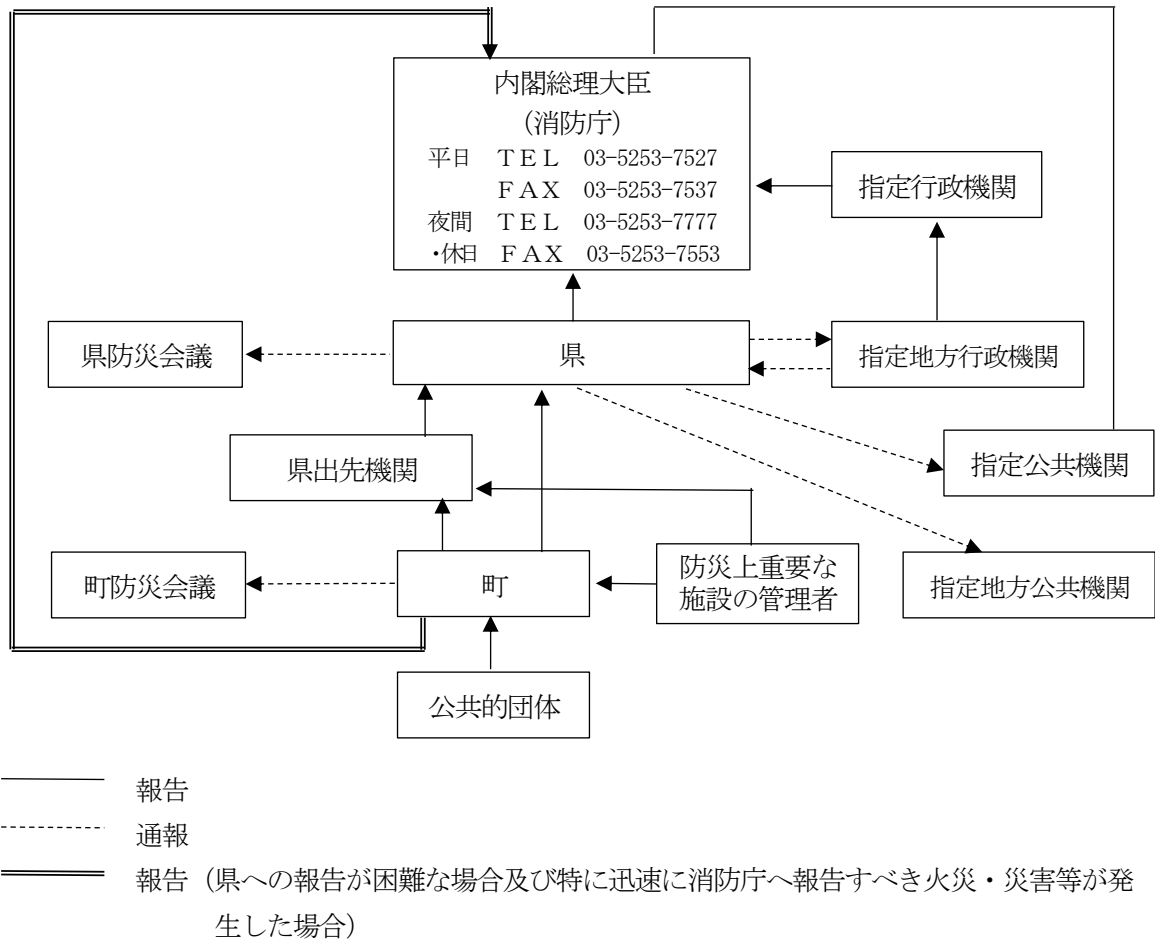 内閣総理大臣
（消防庁）
平日 ＴＥＬ 03-5253-7527
ＦＡＸ 03-5253-7537
夜間 ＴＥＬ 03-5253-7777
・休日 ＦＡＸ 03-5253-7553
指定行政機関
県防災会議
県
指定地方行政機関
県出先機関
指定公共機関
町防災会議
町
防災上重要な
施設の管理者
指定地方公共機関
公共的団体
報告
通報
報告（県への報告が困難な場合及び特に迅速に消防庁へ報告すべき火災・災害等が発
生した場合）